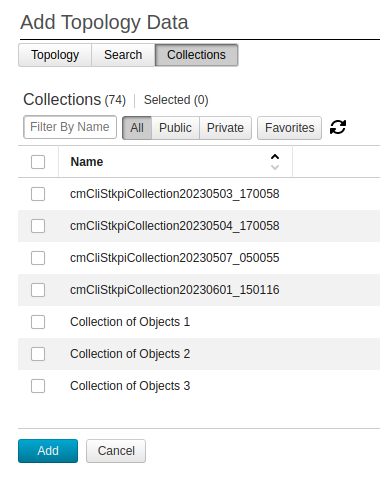 Add Topology Data
Topology Search Collections
Collections (74) Selected (0)
Filter By Name All Public Private Favorites
Name
cmCliStkpiCollection20230503_170058
cmCliStkpiCollection20230504_170058
cmCliStkpiCollection20230507_050055
cmCliStkpiCollection20230601_150116
Collection of Objects 1
Collection of Objects 2
Collection of Objects 3
Add Cancel